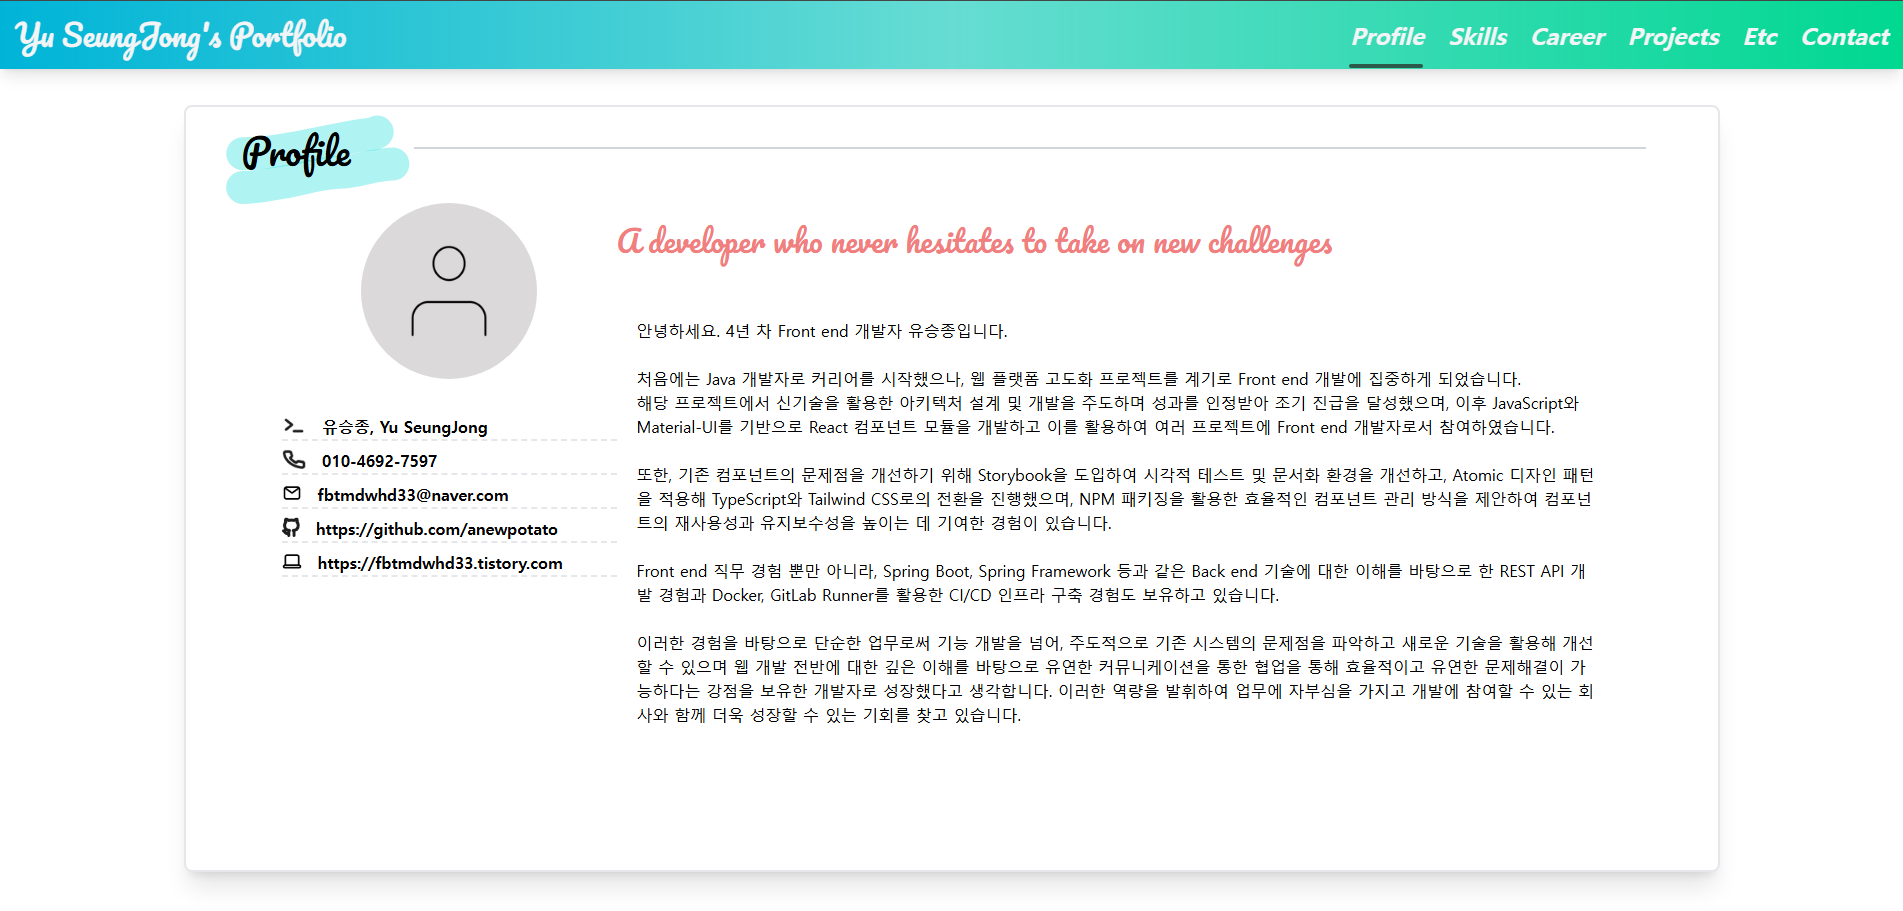 Yu SeungJong's Portfolio
Profile Skills Career Projects Etc Contact
Profile
A developer who never hesitates to take on new challenges
유승종, Yu SeungJong
010-4692-7597
fbtmdwhd33@naver.com
https://github.com/anewpotato
https://fbtmdwhd33.tistory.com
안녕하세요. 4년 차 Front end 개발자 유승종입니다.
처음에는 Java 개발자로 커리어를 시작했으나, 웹 플랫폼 고도화 프로젝트를 계기로 Front end 개발에 집중하게 되었습니다.
해당 프로젝트에서 신기술을 활용한 아키텍처 설계 및 개발을 주도하며 성과를 인정받아 조기 진급을 달성했으며, 이후 JavaScript와
Material-UI를 기반으로 React 컴포넌트 모듈을 개발하고 이를 활용하여 여러 프로젝트에 Front end 개발자로서 참여하였습니다.
또한, 기존 컴포넌트의 문제점을 개선하기 위해 Storybook을 도입하여 시각적 테스트 및 문서화 환경을 개선하고, Atomic 디자인 패턴
을 적용해 TypeScript와 Tailwind CSS로의 전환을 진행했으며, NPM 패키징을 활용한 효율적인 컴포넌트 관리 방식을 제안하여 컴포넌
트의 재사용성과 유지보수성을 높이는 데 기여한 경험이 있습니다.
Front end 직무 경험 뿐만 아니라, Spring Boot, Spring Framework 등과 같은 Back end 기술에 대한 이해를 바탕으로 한 REST API 개
발 경험과 Docker, GitLab Runner를 활용한 CI/CD 인프라 구축 경험도 보유하고 있습니다.
이러한 경험을 바탕으로 단순한 업무로써 기능 개발을 넘어, 주도적으로 기존 시스템의 문제점을 파악하고 새로운 기술을 활용해 개선
할 수 있으며 웹 개발 전반에 대한 깊은 이해를 바탕으로 유연한 커뮤니케이션을 통한 협업을 통해 효율적이고 유연한 문제해결이 가
능하다는 강점을 보유한 개발자로 성장했다고 생각합니다. 이러한 역량을 발휘하여 업무에 자부심을 가지고 개발에 참여할 수 있는 회
사와 함께 더욱 성장할 수 있는 기회를 찾고 있습니다.